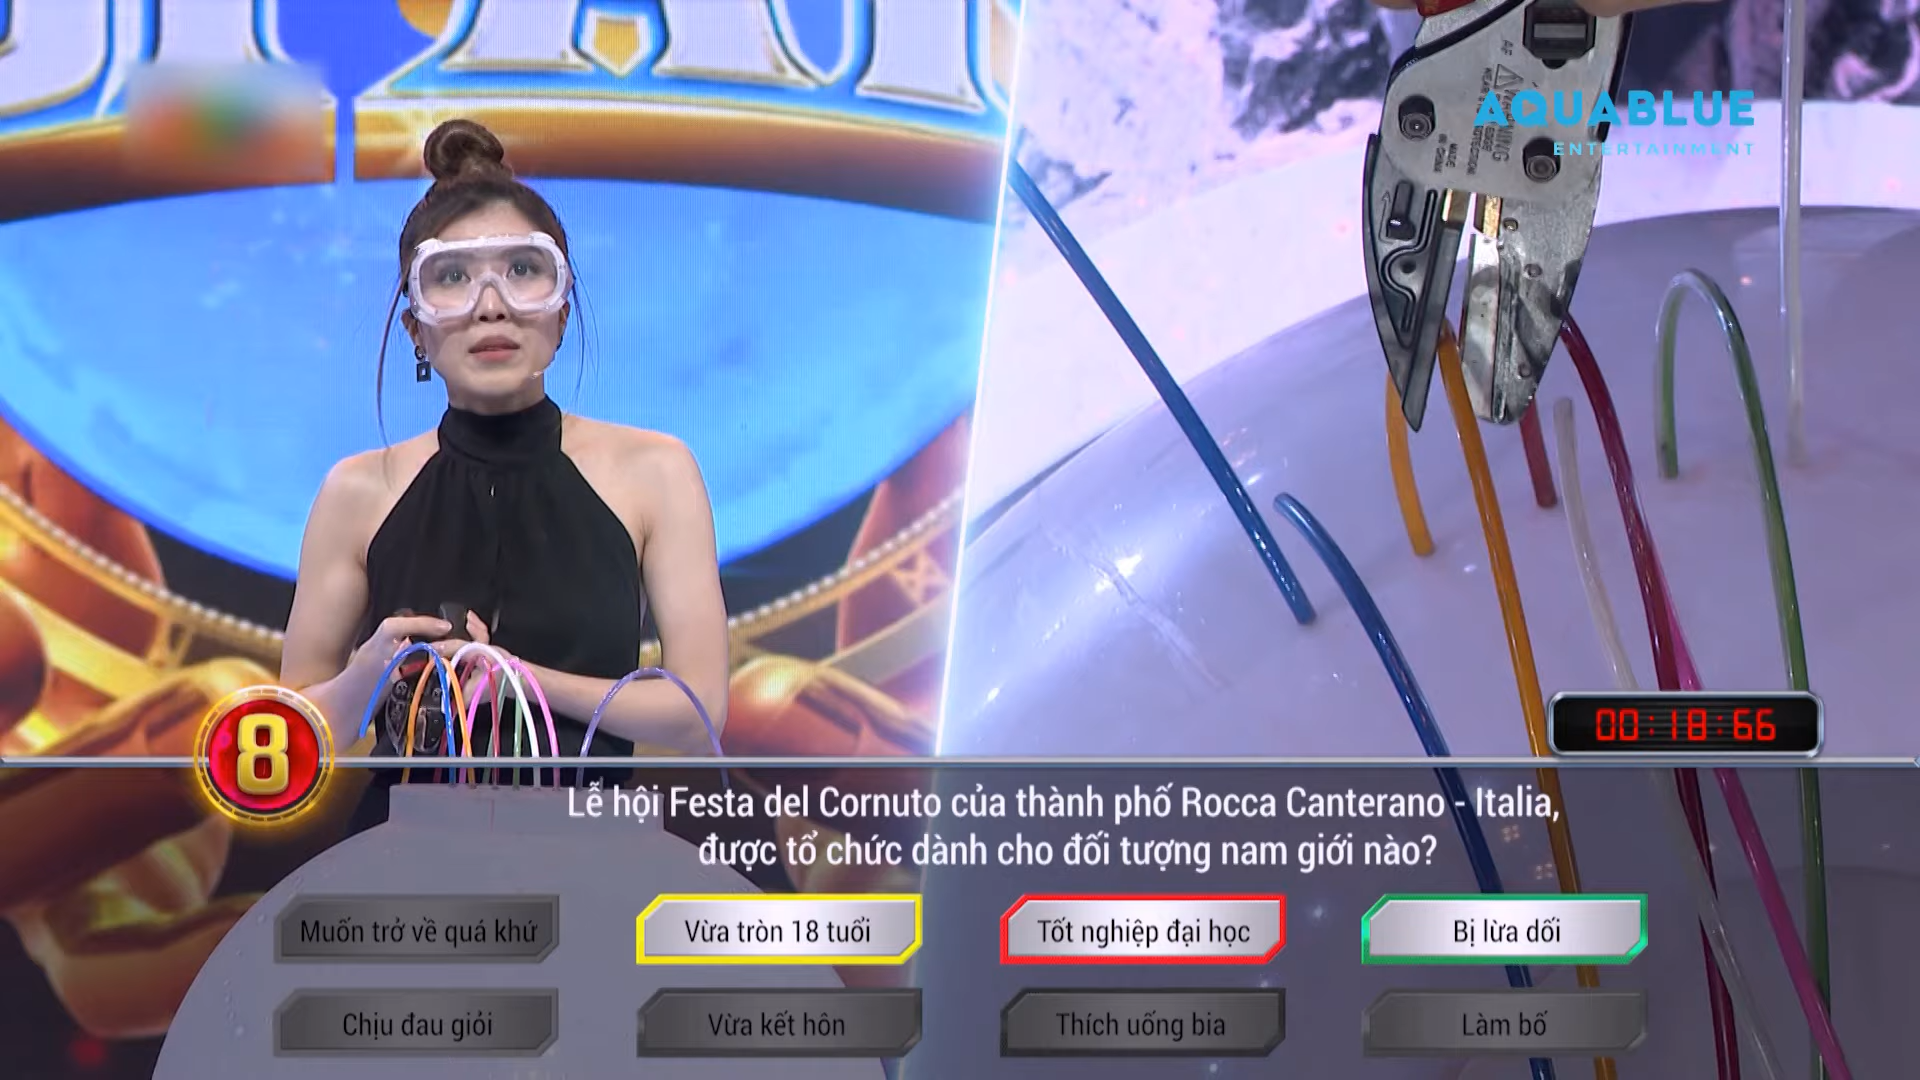 AQUABLUE
ENTERTAINMENT
WARNING
00:18:66
8
Lễ hội Festa del Cornuto của thành phố Rocca Canterano - Italia,
được tổ chức dành cho đối tượng nam giới nào?
Muốn trở về quá khứ
Vừa tròn 18 tuổi
Tốt nghiệp đại học
Bị lừa dối
Chịu đau giỏi
Vừa kết hôn
Thích uống bia
Làm bố